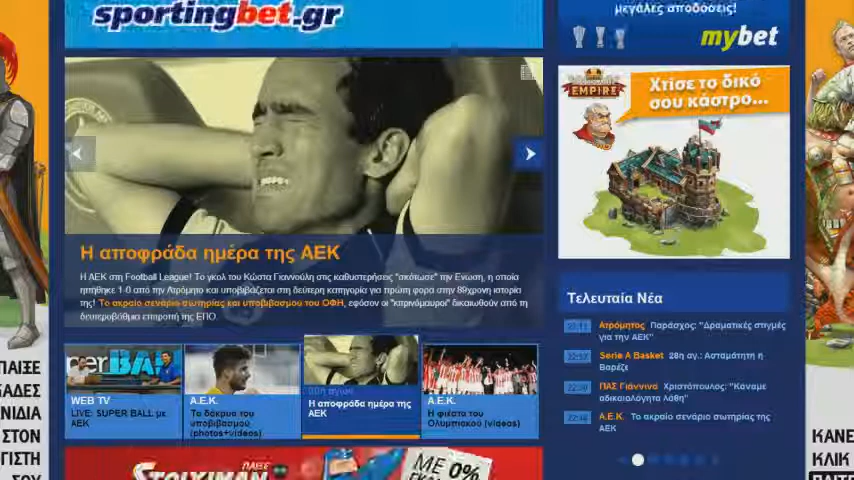 sportingbet.gr
μεγάλες αποδόσεις!
mybet
EMPIRE
Χτίσε το δικό
σου κάστρο...
Η αποφράδα ημέρα της ΑΕΚ
Η ΑΕΚ στη Football League! Το γκολ του Κώστα Γιαννούλη στις καθυστερήσεις "σκότωσε" την Ένωση, η οποία
ηττήθηκε 1-0 από την Ατρόμητο και υποβιβάζεται στη δεύτερη κατηγορία για πρώτη φορά στην 89χρονη ιστορία
της! Το ακραίο σενάριο σωτηρίας και υποβιβασμού του ΟΦΗ, εφόσον οι "κιτρινόμαυροι" δικαιωθούν από τη
δευτεροβάθμια επιτροπή της ΕΠΟ.
Τελευταία Νέα
Ατρόμητος Παράσχος: "Δραματικές στιγμές
για την ΑΕΚ"
Serie A Basket 28η αγ.: Ασταμάτητη η
Βαρέζε
ΠΑΣ Γιάννινα Χριστόπουλος: "Κάναμε
αδικαιολόγητα λάθη"
Α.Ε.Κ. Το ακραίο σενάριο σωτηρίας της
ΑΕΚ
WEB TV
LIVE: SUPER BALL με
ΑΕΚ
Α.Ε.Κ.
Τα δάκρυα του
υποβιβασμού
(photos+videos)
Η αποφράδα ημέρα της
ΑΕΚ
Α.Ε.Κ.
Η φιέστα του
Ολυμπιακού (videos)
STOIXIMAN
ΠΑΙΞΕ
ΜΕ 0%
ΠΑΙΞΕ
ΣΤΟΝ
ΚΑΝΕ
ΚΛΙΚ